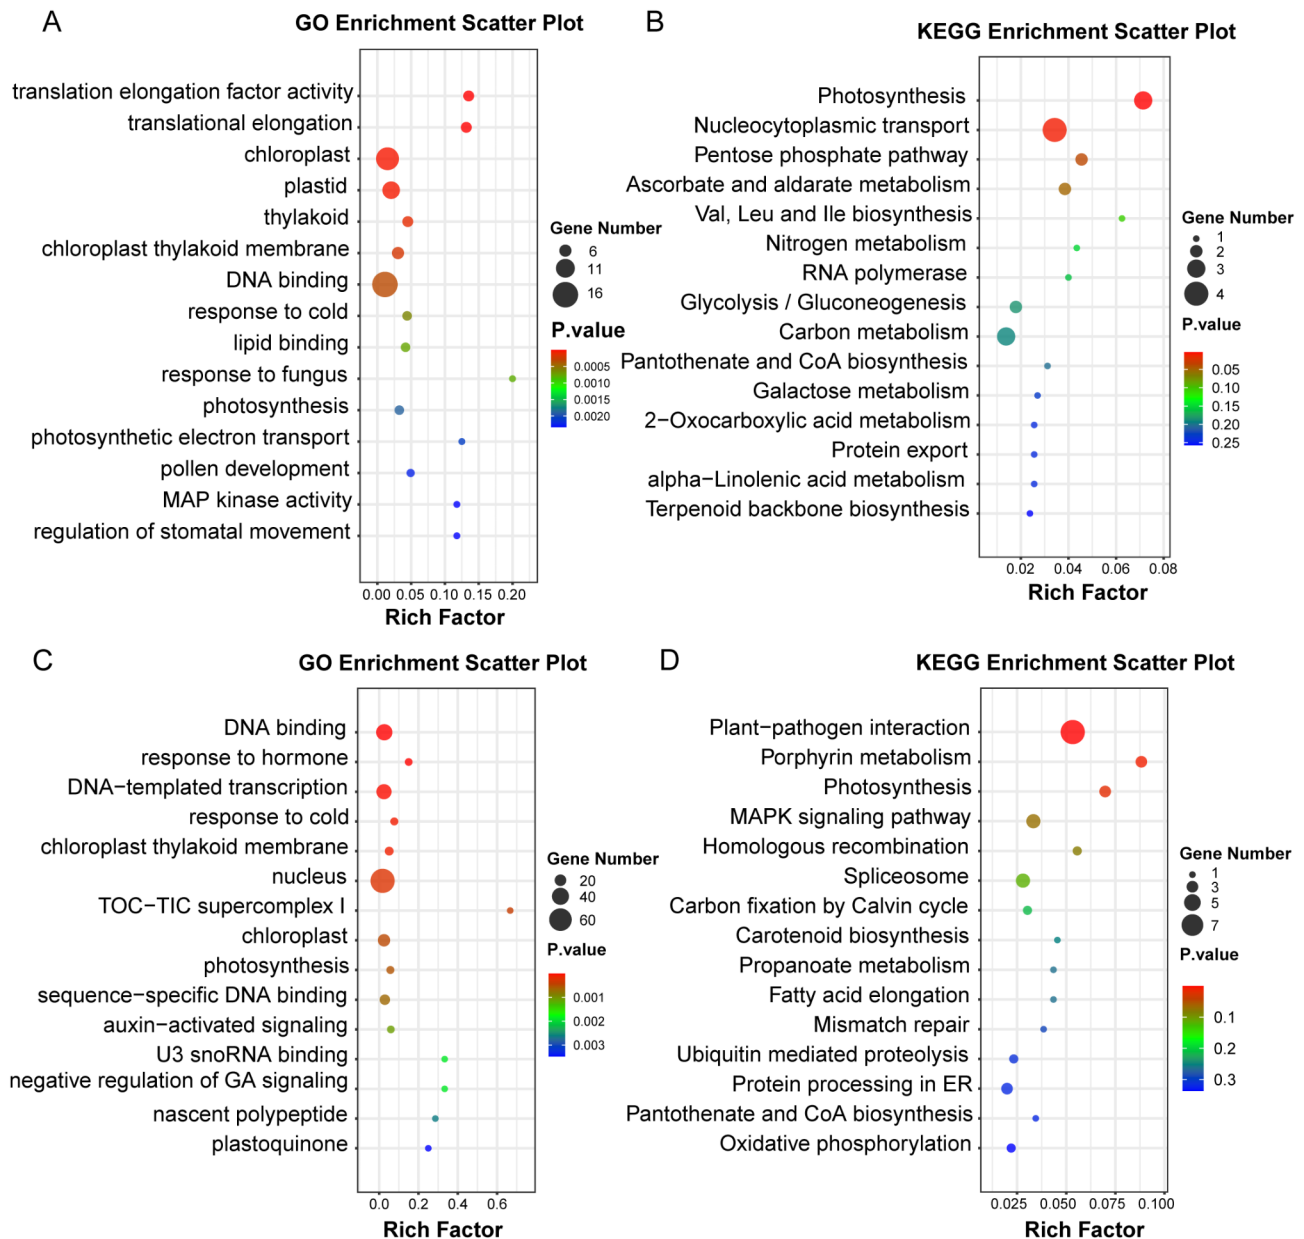 A
GO Enrichment Scatter Plot
translation elongation factor activity
translational elongation
chloroplast
plastid
thylakoid
chloroplast thylakoid membrane
DNA binding
response to cold
lipid binding
response to fungus
photosynthesis
photosynthetic electron transport
pollen development
MAP kinase activity
regulation of stomatal movement
0.00 0.05 0.10 0.15 0.20
Rich Factor
Gene Number
6
11
16
P.value
0.0005
0.0010
0.0015
0.0020
B
KEGG Enrichment Scatter Plot
Photosynthesis
Nucleocytoplasmic transport
Pentose phosphate pathway
Ascorbate and aldarate metabolism
Val, Leu and Ile biosynthesis
Nitrogen metabolism
RNA polymerase
Glycolysis / Gluconeogenesis
Carbon metabolism
Pantothenate and CoA biosynthesis
Galactose metabolism
2−Oxocarboxylic acid metabolism
Protein export
alpha−Linolenic acid metabolism
Terpenoid backbone biosynthesis
0.02 0.04 0.06 0.08
Rich Factor
Gene Number
1
2
3
4
P.value
0.05
0.10
0.15
0.20
0.25
C
GO Enrichment Scatter Plot
DNA binding
response to hormone
DNA−templated transcription
response to cold
chloroplast thylakoid membrane
nucleus
TOC−TIC supercomplex I
chloroplast
photosynthesis
sequence−specific DNA binding
auxin−activated signaling
U3 snoRNA binding
negative regulation of GA signaling
nascent polypeptide
plastoquinone
0.0 0.2 0.4 0.6
Rich Factor
Gene Number
20
40
60
P.value
0.001
0.002
0.003
D
KEGG Enrichment Scatter Plot
Plant−pathogen interaction
Porphyrin metabolism
Photosynthesis
MAPK signaling pathway
Homologous recombination
Spliceosome
Carbon fixation by Calvin cycle
Carotenoid biosynthesis
Propanoate metabolism
Fatty acid elongation
Mismatch repair
Ubiquitin mediated proteolysis
Protein processing in ER
Pantothenate and CoA biosynthesis
Oxidative phosphorylation
0.025 0.050 0.075 0.100
Rich Factor
Gene Number
1
3
5
7
P.value
0.1
0.2
0.3